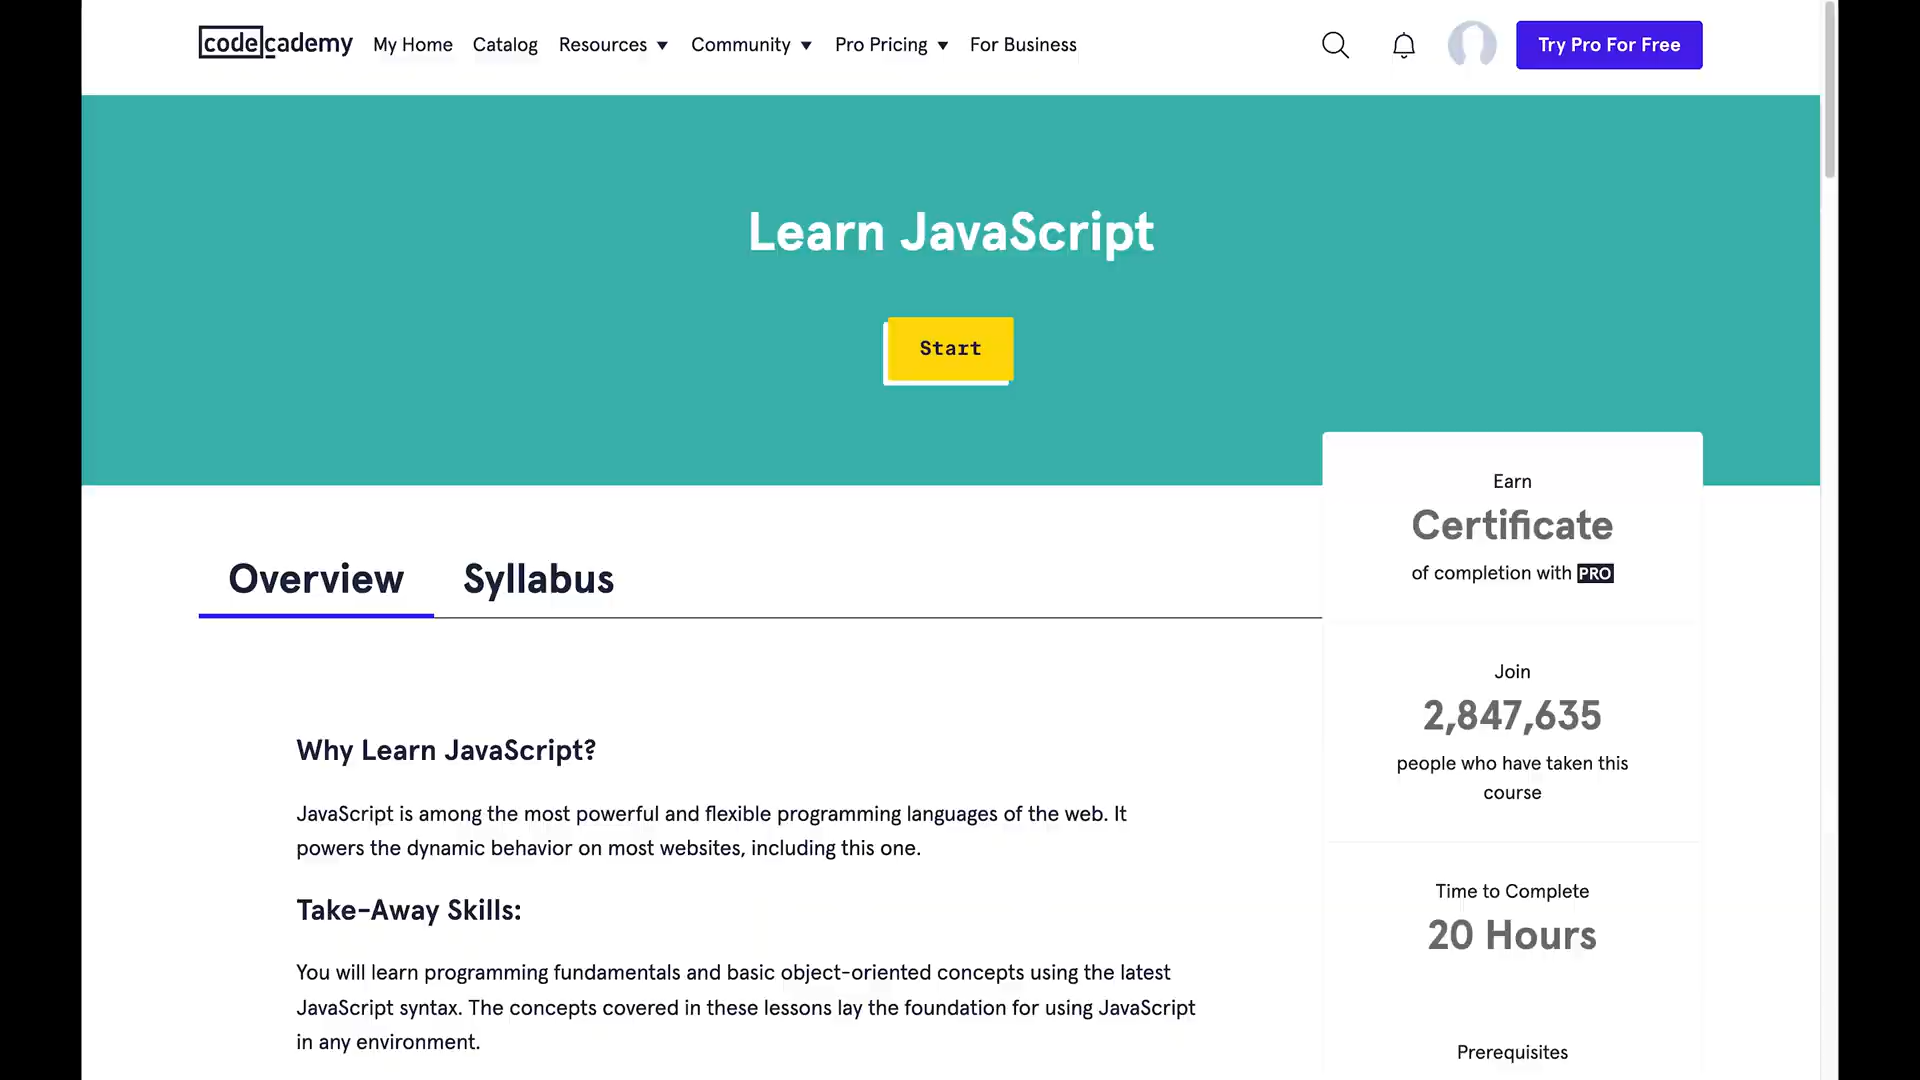 codecademy My Home Catalog Resources Community Pro Pricing For Business Try Pro For Free
Learn JavaScript
Start
Earn
Certificate
of completion with PRO
Overview Syllabus
Join
2,847,635
people who have taken this
course
Why Learn JavaScript?
JavaScript is among the most powerful and flexible programming languages of the web. It
powers the dynamic behavior on most websites, including this one.
Take-Away Skills:
You will learn programming fundamentals and basic object-oriented concepts using the latest
JavaScript syntax. The concepts covered in these lessons lay the foundation for using JavaScript
in any environment.
Time to Complete
20 Hours
Prerequisites